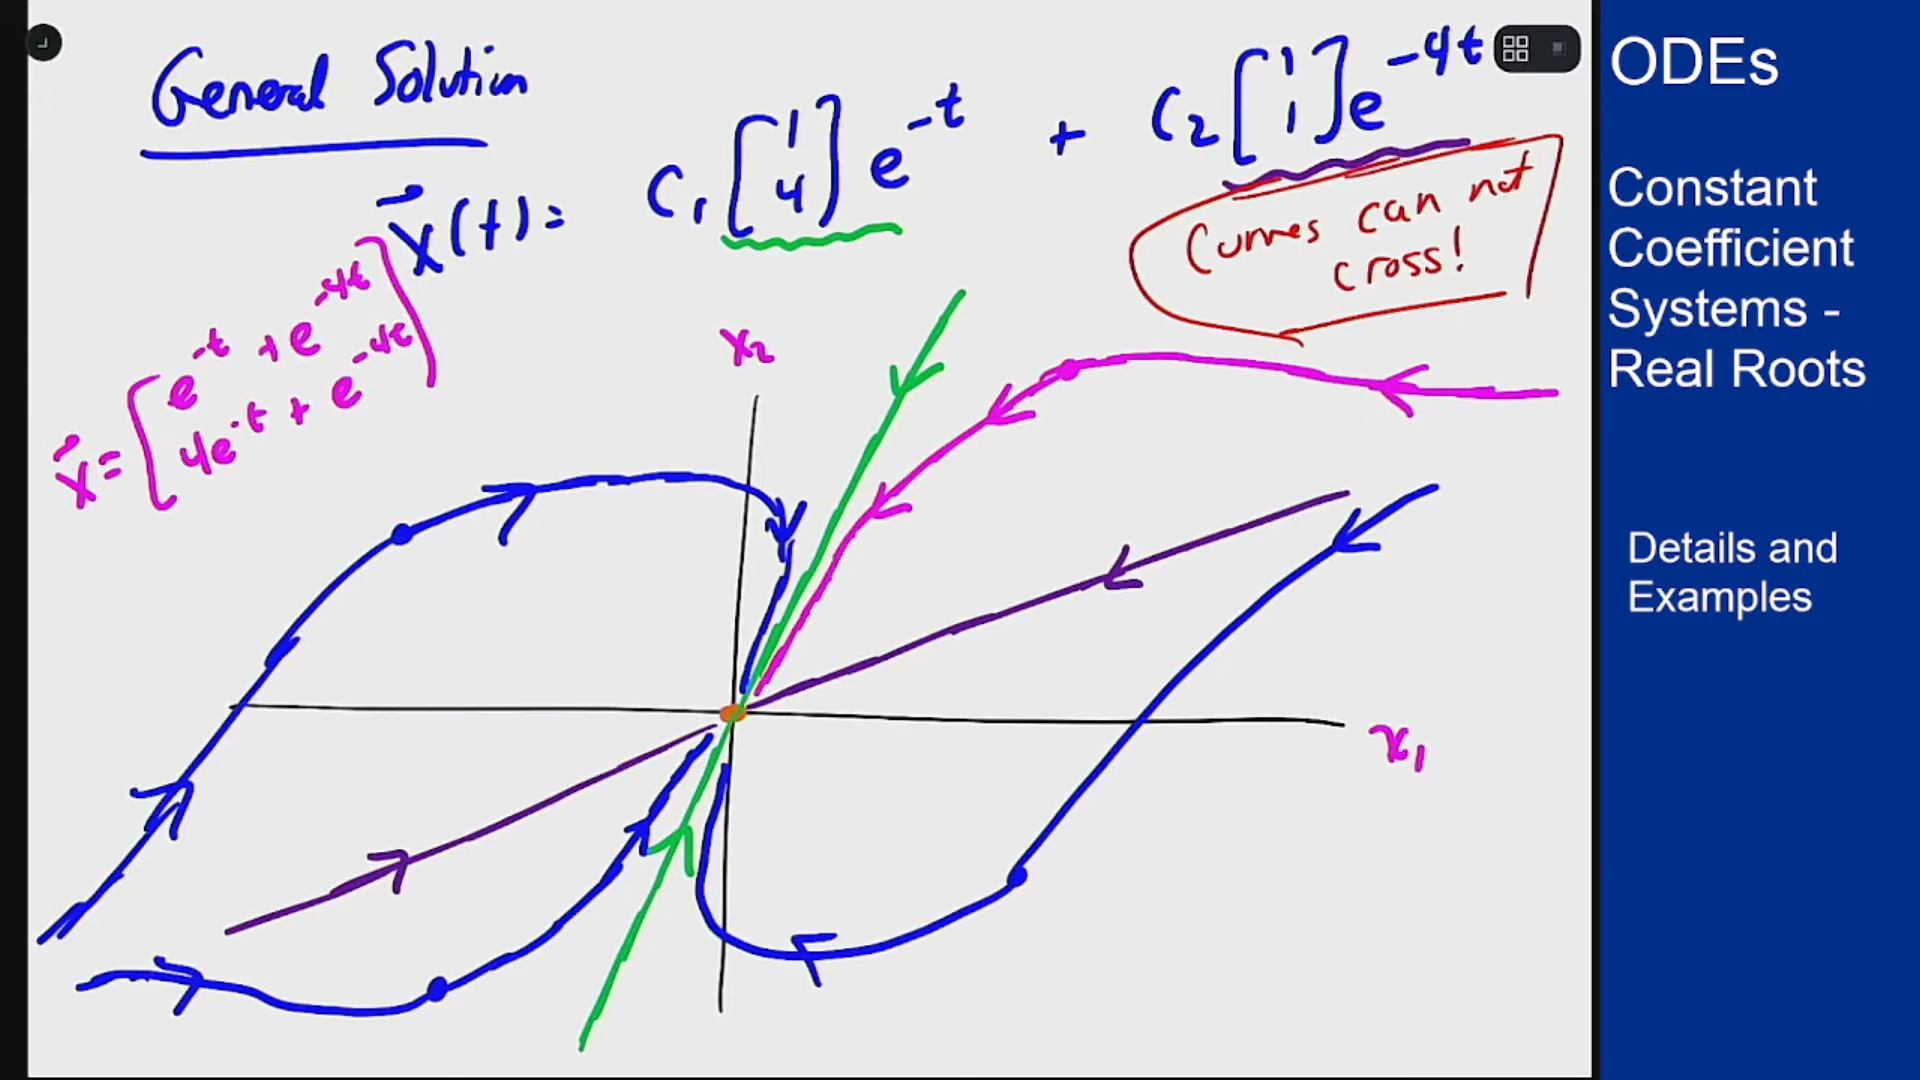 General Solution
x⃗(t) = c₁ [1 4] e^{-t} + c₂ [1 1] e^{-4t}
Curves can not
cross!
x⃗ = [e^{-t} + e^{-4t}
4e^{-t} + e^{-4t}]
x₂
x₁
ODEs
Constant
Coefficient
Systems -
Real Roots
Details and
Examples